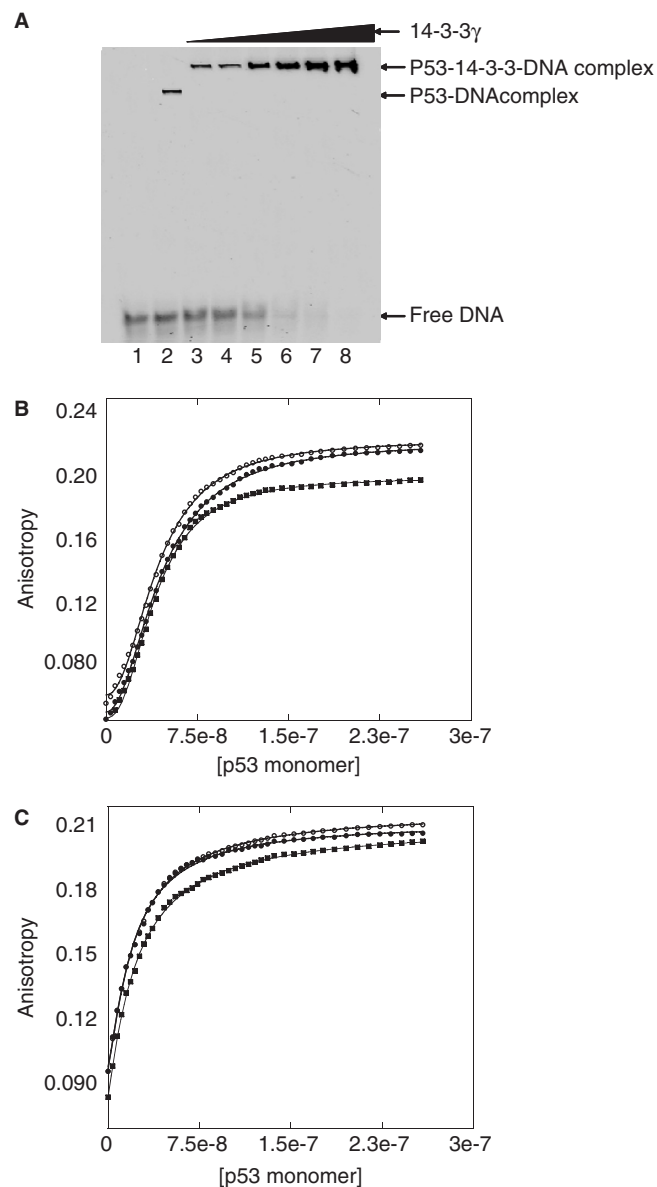 A
14-3-3γ
P53-14-3-3-DNA complex
P53-DNAcomplex
Free DNA
1 2 3 4 5 6 7 8
B
0.24
0.20
0.16
0.12
0.080
Anisotropy
0 7.5e-8 1.5e-7 2.3e-7 3e-7
[p53 monomer]
C
0.21
0.18
0.15
0.12
0.090
Anisotropy
0 7.5e-8 1.5e-7 2.3e-7 3e-7
[p53 monomer]